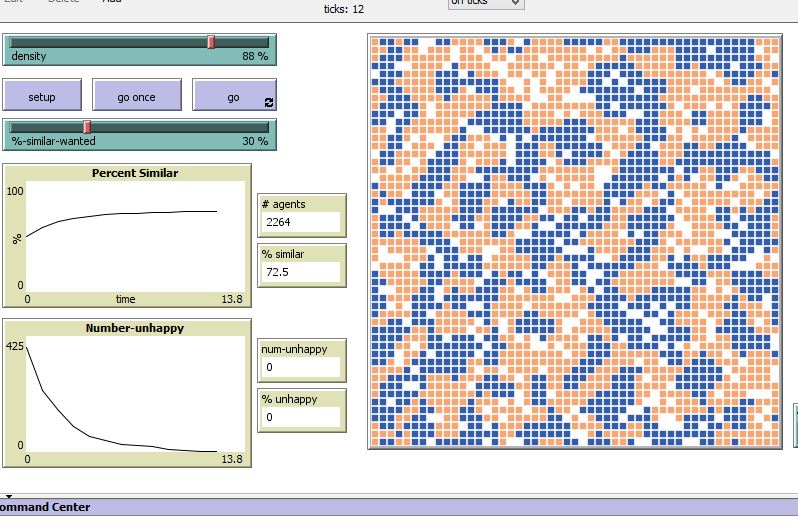 Edit
Delete
Add
ticks: 12
on ticks
density
88 %
setup
go once
go
%-similar-wanted
30 %
Percent Similar
100
%
0
0
time
13.8
# agents
2264
% similar
72.5
Number-unhappy
425
0
0
13.8
num-unhappy
0
% unhappy
0
ommand Center